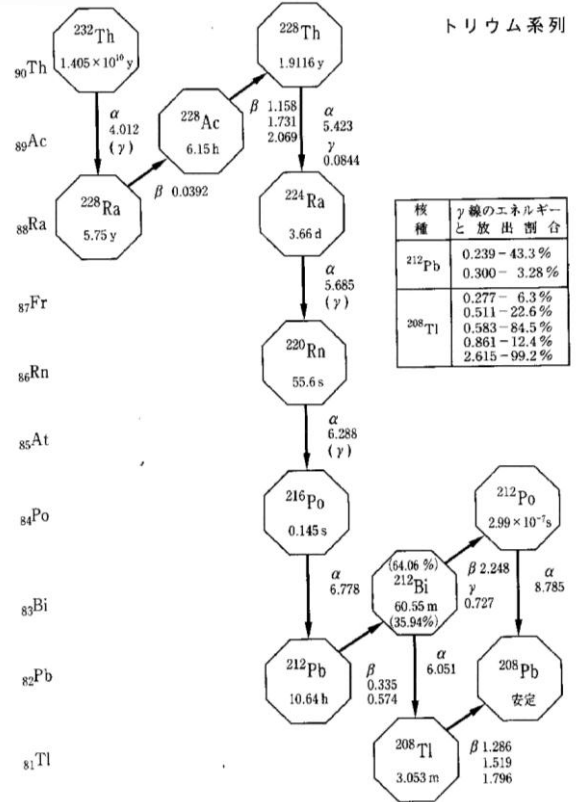 トリウム系列
²³²Th
1.405×10¹⁰ y
²²⁸Th
1.9116 y
₉₀Th
α
4.012
(γ)
²²⁸Ac
6.15 h
β 1.158
1.731
2.069
α
5.423
γ
0.0844
₈₉Ac
β 0.0392
²²⁸Ra
5.75 y
²²⁴Ra
3.66 d
₈₈Ra
核種 γ線のエネルギーと放出割合
²¹²Pb 0.239－43.3 %
0.300－ 3.28 %
²⁰⁸Tl 0.277－ 6.3 %
0.511－22.6 %
0.583－84.5 %
0.861－12.4 %
2.615－99.2 %
α
5.685
(γ)
₈₇Fr
²²⁰Rn
55.6 s
₈₆Rn
α
6.288
(γ)
₈₅At
²¹⁶Po
0.145 s
²¹²Po
2.99×10⁻⁷s
₈₄Po
α
6.778
(64.06 %)
²¹²Bi
60.55 m
(35.94%)
β 2.248
γ
0.727
α
8.785
₈₃Bi
²¹²Pb
10.64 h
β
0.335
0.574
α
6.051
²⁰⁸Pb
安定
₈₂Pb
²⁰⁸Tl
3.053 m
β 1.286
1.519
1.796
₈₁Tl